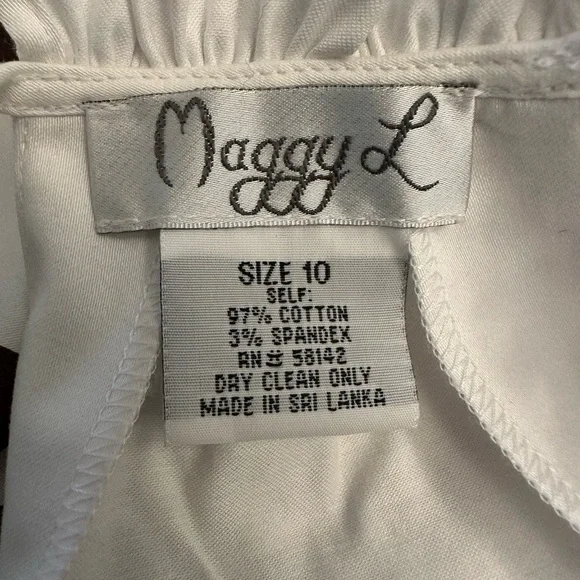 Maggy L
SIZE 10
SELF:
97% COTTON
3% SPANDEX
RN# 58142
DRY CLEAN ONLY
MADE IN SRI LANKA